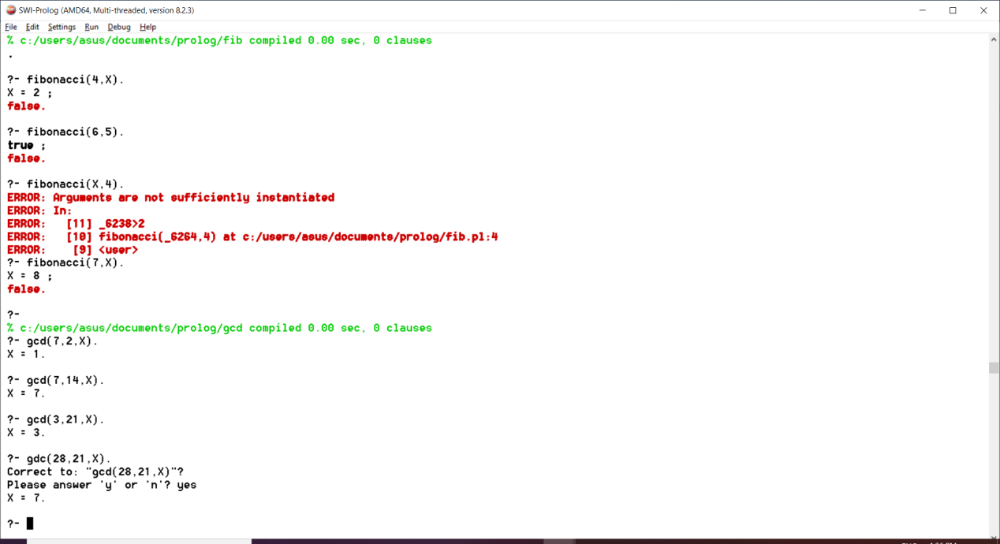 SWI-Prolog (AMD64, Multi-threaded, version 8.2.3)
File Edit Settings Run Debug Help
% c:/users/asus/documents/prolog/fib compiled 0.00 sec, 0 clauses
.
?- fibonacci(4,X).
X = 2 ;
false.
?- fibonacci(6,5).
true ;
false.
?- fibonacci(X,4).
ERROR: Arguments are not sufficiently instantiated
ERROR: In:
ERROR:   [11] _6238>2
ERROR:   [10] fibonacci(_6264,4) at c:/users/asus/documents/prolog/fib.pl:4
ERROR:    [9] <user>
?- fibonacci(7,X).
X = 8 ;
false.
?-
% c:/users/asus/documents/prolog/gcd compiled 0.00 sec, 0 clauses
?- gcd(7,2,X).
X = 1.
?- gcd(7,14,X).
X = 7.
?- gcd(3,21,X).
X = 3.
?- gdc(28,21,X).
Correct to: "gcd(28,21,X)"?
Please answer 'y' or 'n'? yes
X = 7.
?-